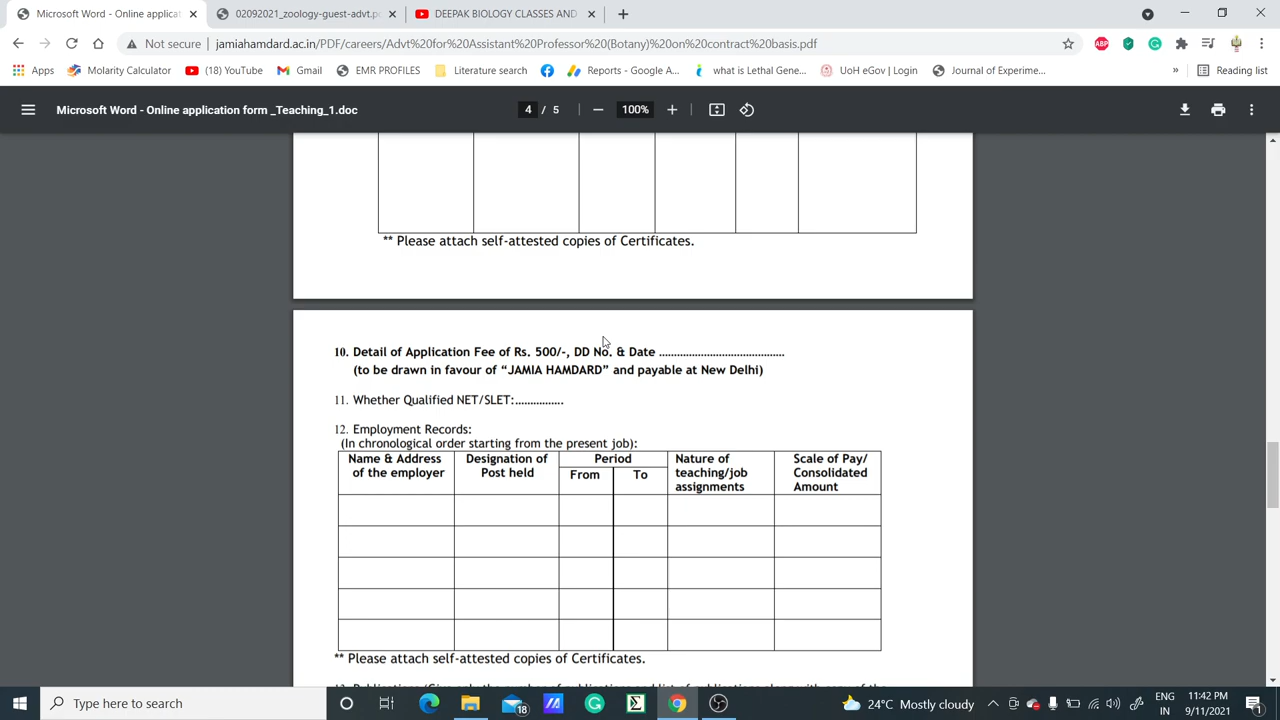 Microsoft Word - Online applicat
02092021_zoology-guest-advt.p
DEEPAK BIOLOGY CLASSES AND
Not secure
jamiahamdard.ac.in/PDF/careers/Advt%20for%20Assistant%20Professor%20(Botany)%20on%20contract%20basis.pdf
ABP
Apps
Molarity Calculator
(18) YouTube
Gmail
EMR PROFILES
Literature search
Reports - Google A...
what is Lethal Gene...
UoH eGov | Login
Journal of Experime...
»
Reading list
Microsoft Word - Online application form _Teaching_1.doc
4 / 5
100%
** Please attach self-attested copies of Certificates.
10. Detail of Application Fee of Rs. 500/-, DD No. & Date ..........................................
(to be drawn in favour of “JAMIA HAMDARD” and payable at New Delhi)
11. Whether Qualified NET/SLET:................
12. Employment Records:
(In chronological order starting from the present job):
Name & Address of the employer
Designation of Post held
Period
From
To
Nature of teaching/job assignments
Scale of Pay/ Consolidated Amount
** Please attach self-attested copies of Certificates.
Type here to search
18
24°C Mostly cloudy
ENG
IN
11:42 PM
9/11/2021